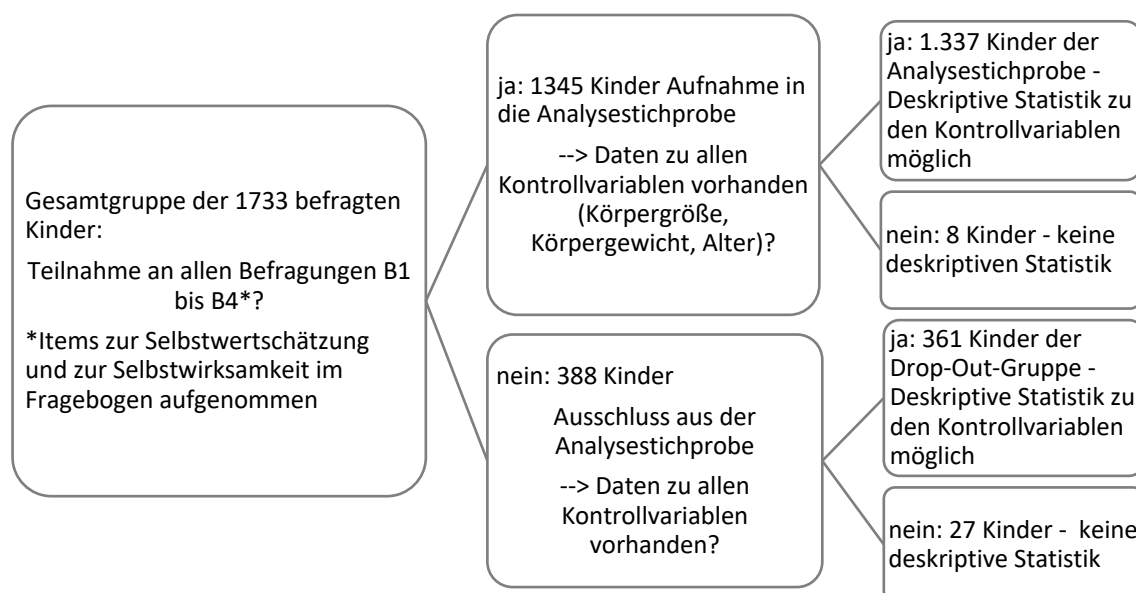 Gesamtgruppe der 1733 befragten
Kinder:
Teilnahme an allen Befragungen B1
bis B4*?
*Items zur Selbstwertschätzung
und zur Selbstwirksamkeit im
Fragebogen aufgenommen
ja: 1345 Kinder Aufnahme in
die Analysestichprobe
--> Daten zu allen
Kontrollvariablen vorhanden
(Körpergröße,
Körpergewicht, Alter)?
ja: 1.337 Kinder der
Analysestichprobe -
Deskriptive Statistik zu
den Kontrollvariablen
möglich
nein: 8 Kinder - keine
deskriptiven Statistik
nein: 388 Kinder
Ausschluss aus der
Analysestichprobe
--> Daten zu allen
Kontrollvariablen
vorhanden?
ja: 361 Kinder der
Drop-Out-Gruppe -
Deskriptive Statistik zu
den Kontrollvariablen
möglich
nein: 27 Kinder -  keine
deskriptive Statistik